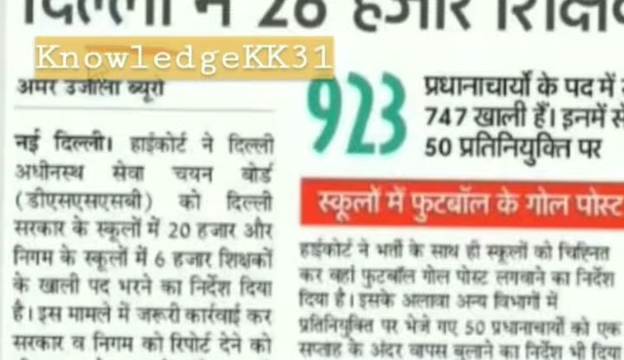 दिल्ली में 26 हजार
KnowledgeKK31
अमर उजाला ब्यूरो
नई दिल्ली। हाईकोर्ट ने दिल्ली
अधीनस्थ सेवा चयन बोर्ड
(डीएसएसएसबी) को दिल्ली
सरकार के स्कूलों में 20 हजार और
निगम के स्कूलों में 6 हजार शिक्षकों
के खाली पद भरने का निर्देश दिया
है। इस मामले में जरूरी कार्रवाई कर
सरकार व निगम को रिपोर्ट देने को
923
प्रधानाचार्यों के पद में
747 खाली हैं। इनमें से
50 प्रतिनियुक्ति पर
स्कूलों में फुटबॉल के गोल पोस्ट
हाईकोर्ट ने भर्ती के साथ ही स्कूलों को चिह्नित
कर वहां फुटबॉल गोल पोस्ट लगवाने का निर्देश
दिया है। इसके अलावा अन्य विभागों में
प्रतिनियुक्ति पर भेजे गए 50 प्रधानाचार्यों को एक
सप्ताह के अंदर वापस बुलाने का निर्देश भी दिया